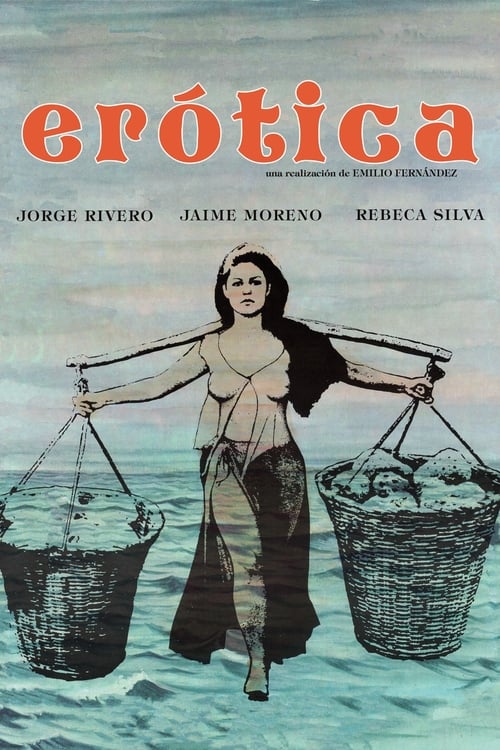 erótica
una realización de EMILIO FERNÁNDEZ
JORGE RIVERO JAIME MORENO REBECA SILVA